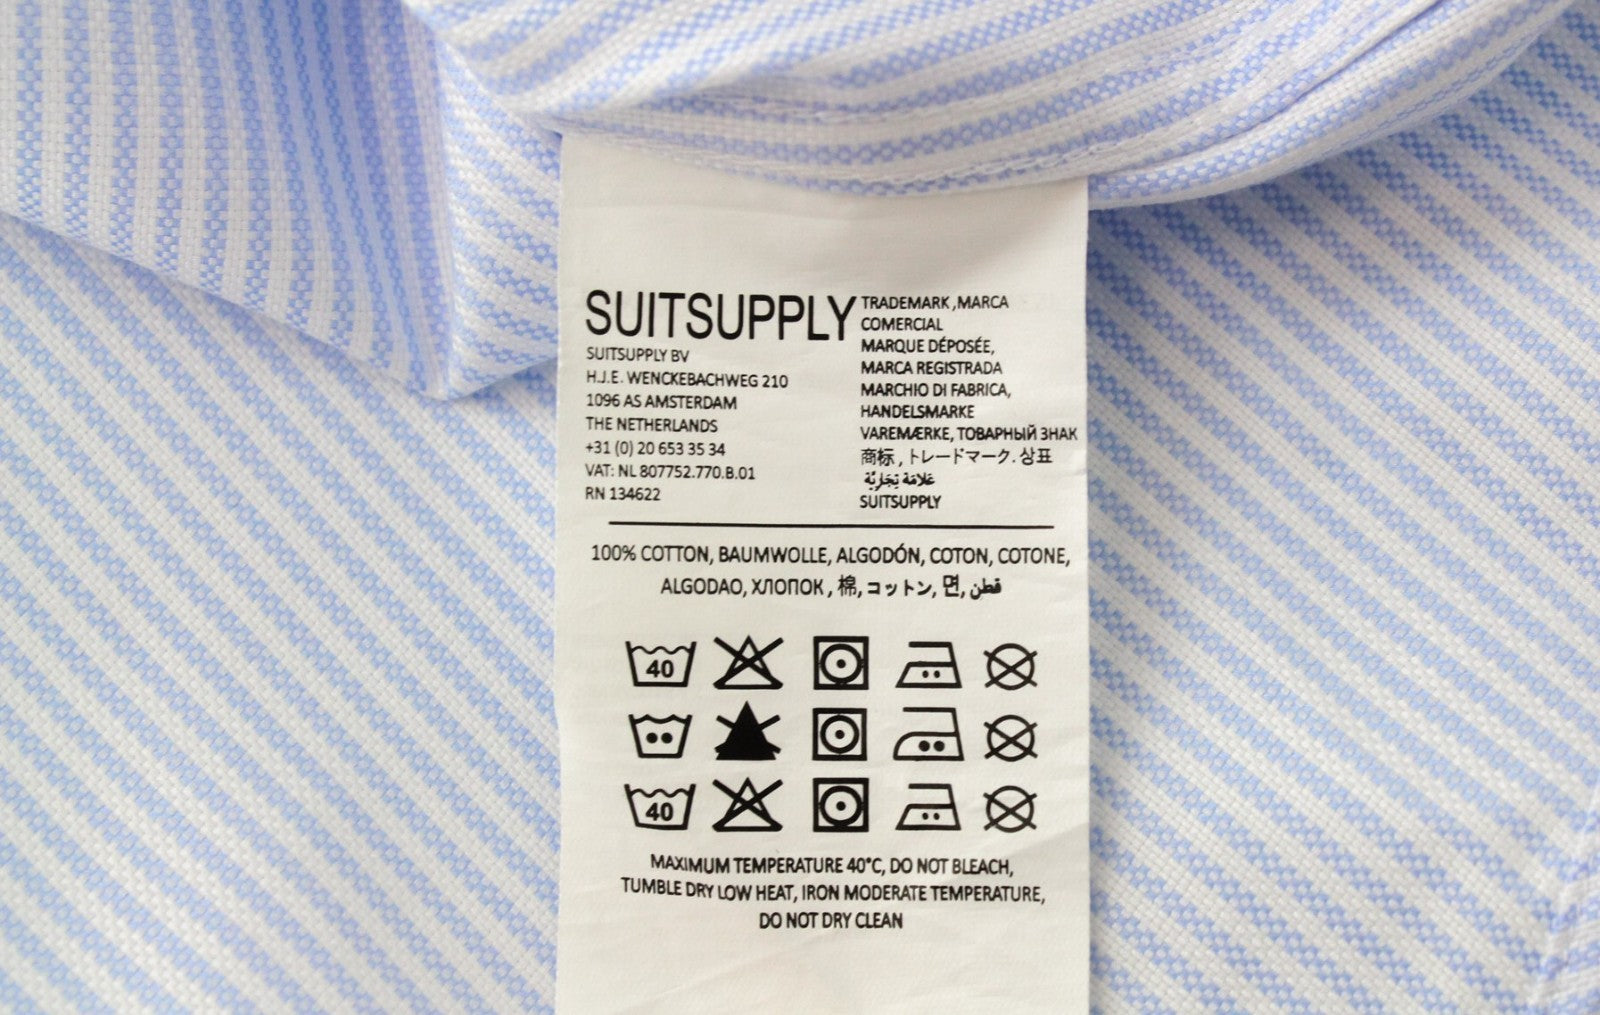 SUITSUPPLY
SUITSUPPLY BV
H.J.E. WENCKEBACHWEG 210
1096 AS AMSTERDAM
THE NETHERLANDS
+31 (0) 20 653 35 34
VAT: NL 807752.770.B.01
RN 134622
TRADEMARK ,MARCA
COMERCIAL
MARQUE DÉPOSÉE,
MARCA REGISTRADA
MARCHIO DI FABRICA,
HANDELSMARKE
VAREMÆRKE, ТОВАРНЫЙ ЗНАК
商标 , トレードマーク. 상표
عَلامَة تِجَارِيَّة
SUITSUPPLY
100% COTTON, BAUMWOLLE, ALGODÓN, COTON, COTONE,
ALGODAO, ХЛОПОК , 棉, コットン, 면, قطن
40
40
MAXIMUM TEMPERATURE 40°C, DO NOT BLEACH,
TUMBLE DRY LOW HEAT, IRON MODERATE TEMPERATURE,
DO NOT DRY CLEAN